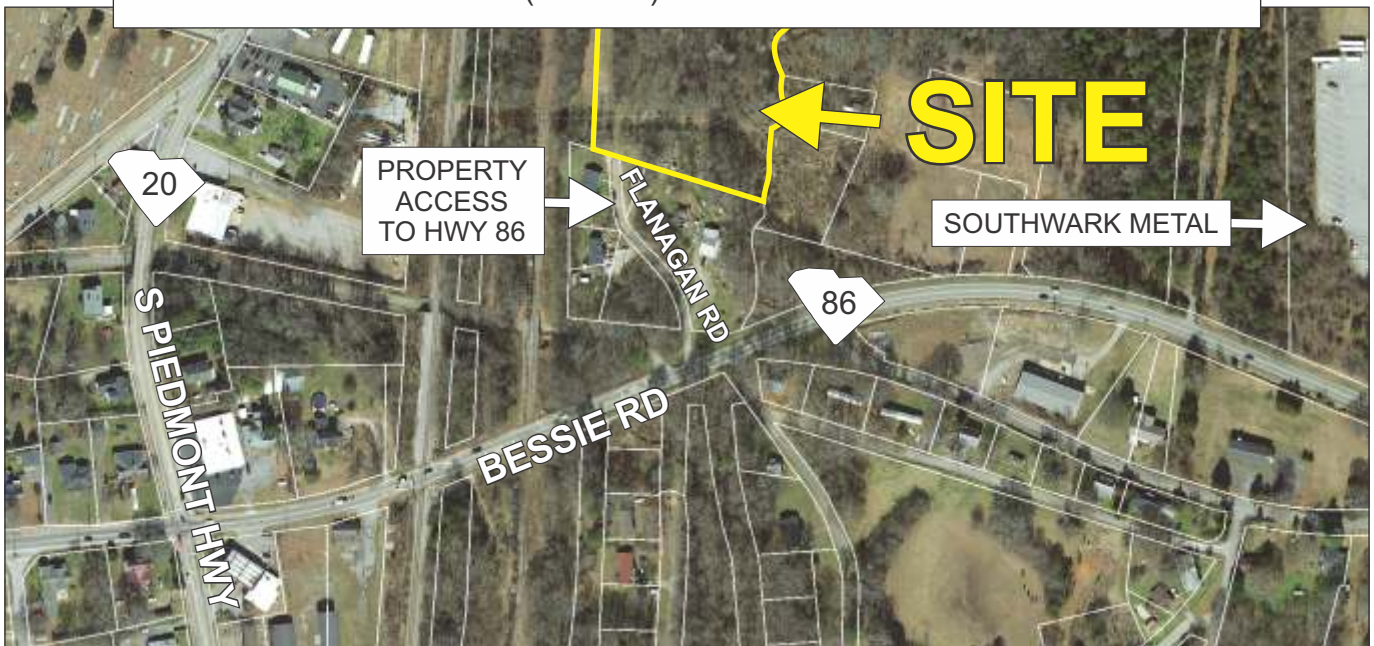 SITE
20
PROPERTY
ACCESS
TO HWY 86
FLANAGAN RD
SOUTHWARK METAL
86
S PIEDMONT HWY
BESSIE RD